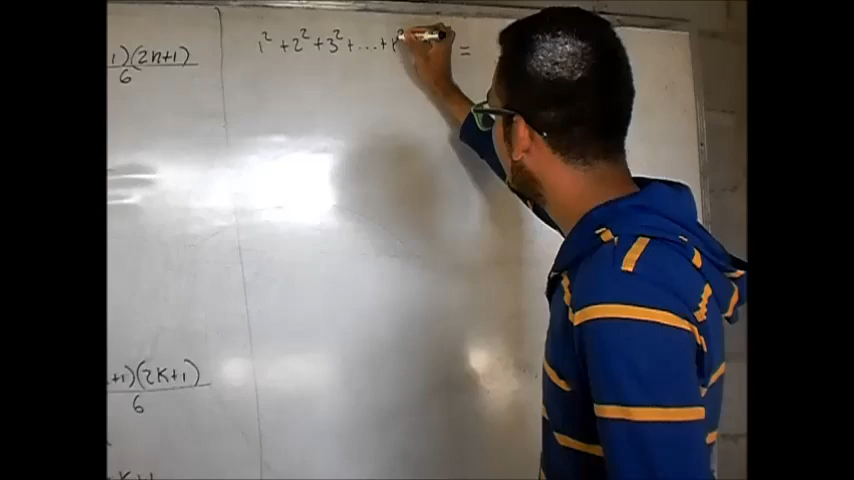 1)(2n+1)
6
1² + 2² + 3² + ... + =
+1)(2K+1)
6